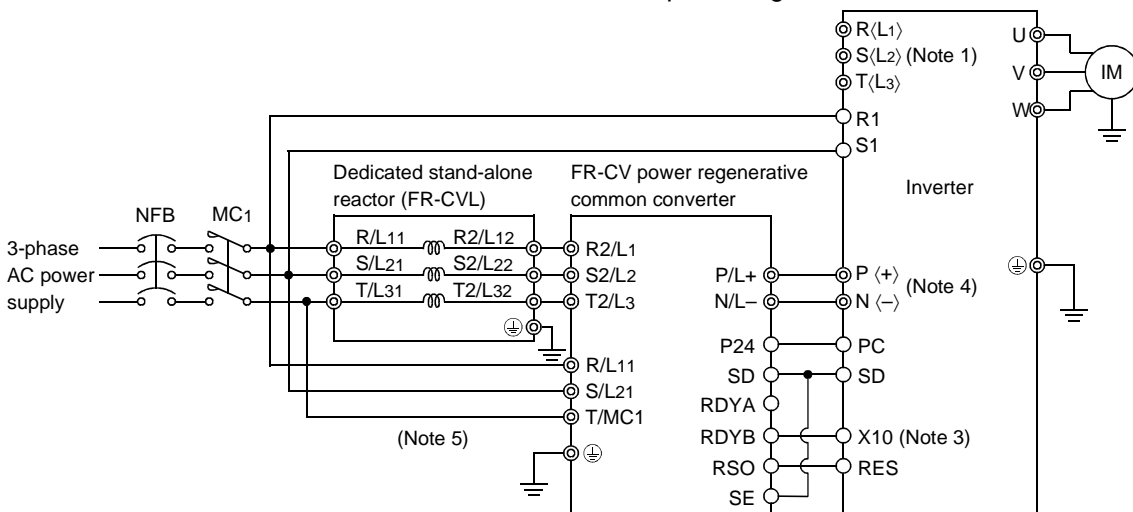 R⟨L1⟩
S⟨L2⟩ (Note 1)
T⟨L3⟩
R1
S1
U
V
W
IM
Inverter
Dedicated stand-alone
reactor (FR-CVL)
FR-CV power regenerative
common converter
NFB
MC1
3-phase
AC power
supply
R/L11
R2/L12
S/L21
S2/L22
T/L31
T2/L32
R2/L1
S2/L2
T2/L3
R/L11
S/L21
T/MC1
(Note 5)
P/L+
N/L–
P24
SD
RDYA
RDYB
RSO
SE
P ⟨+⟩
N ⟨–⟩
(Note 4)
PC
SD
X10 (Note 3)
RES